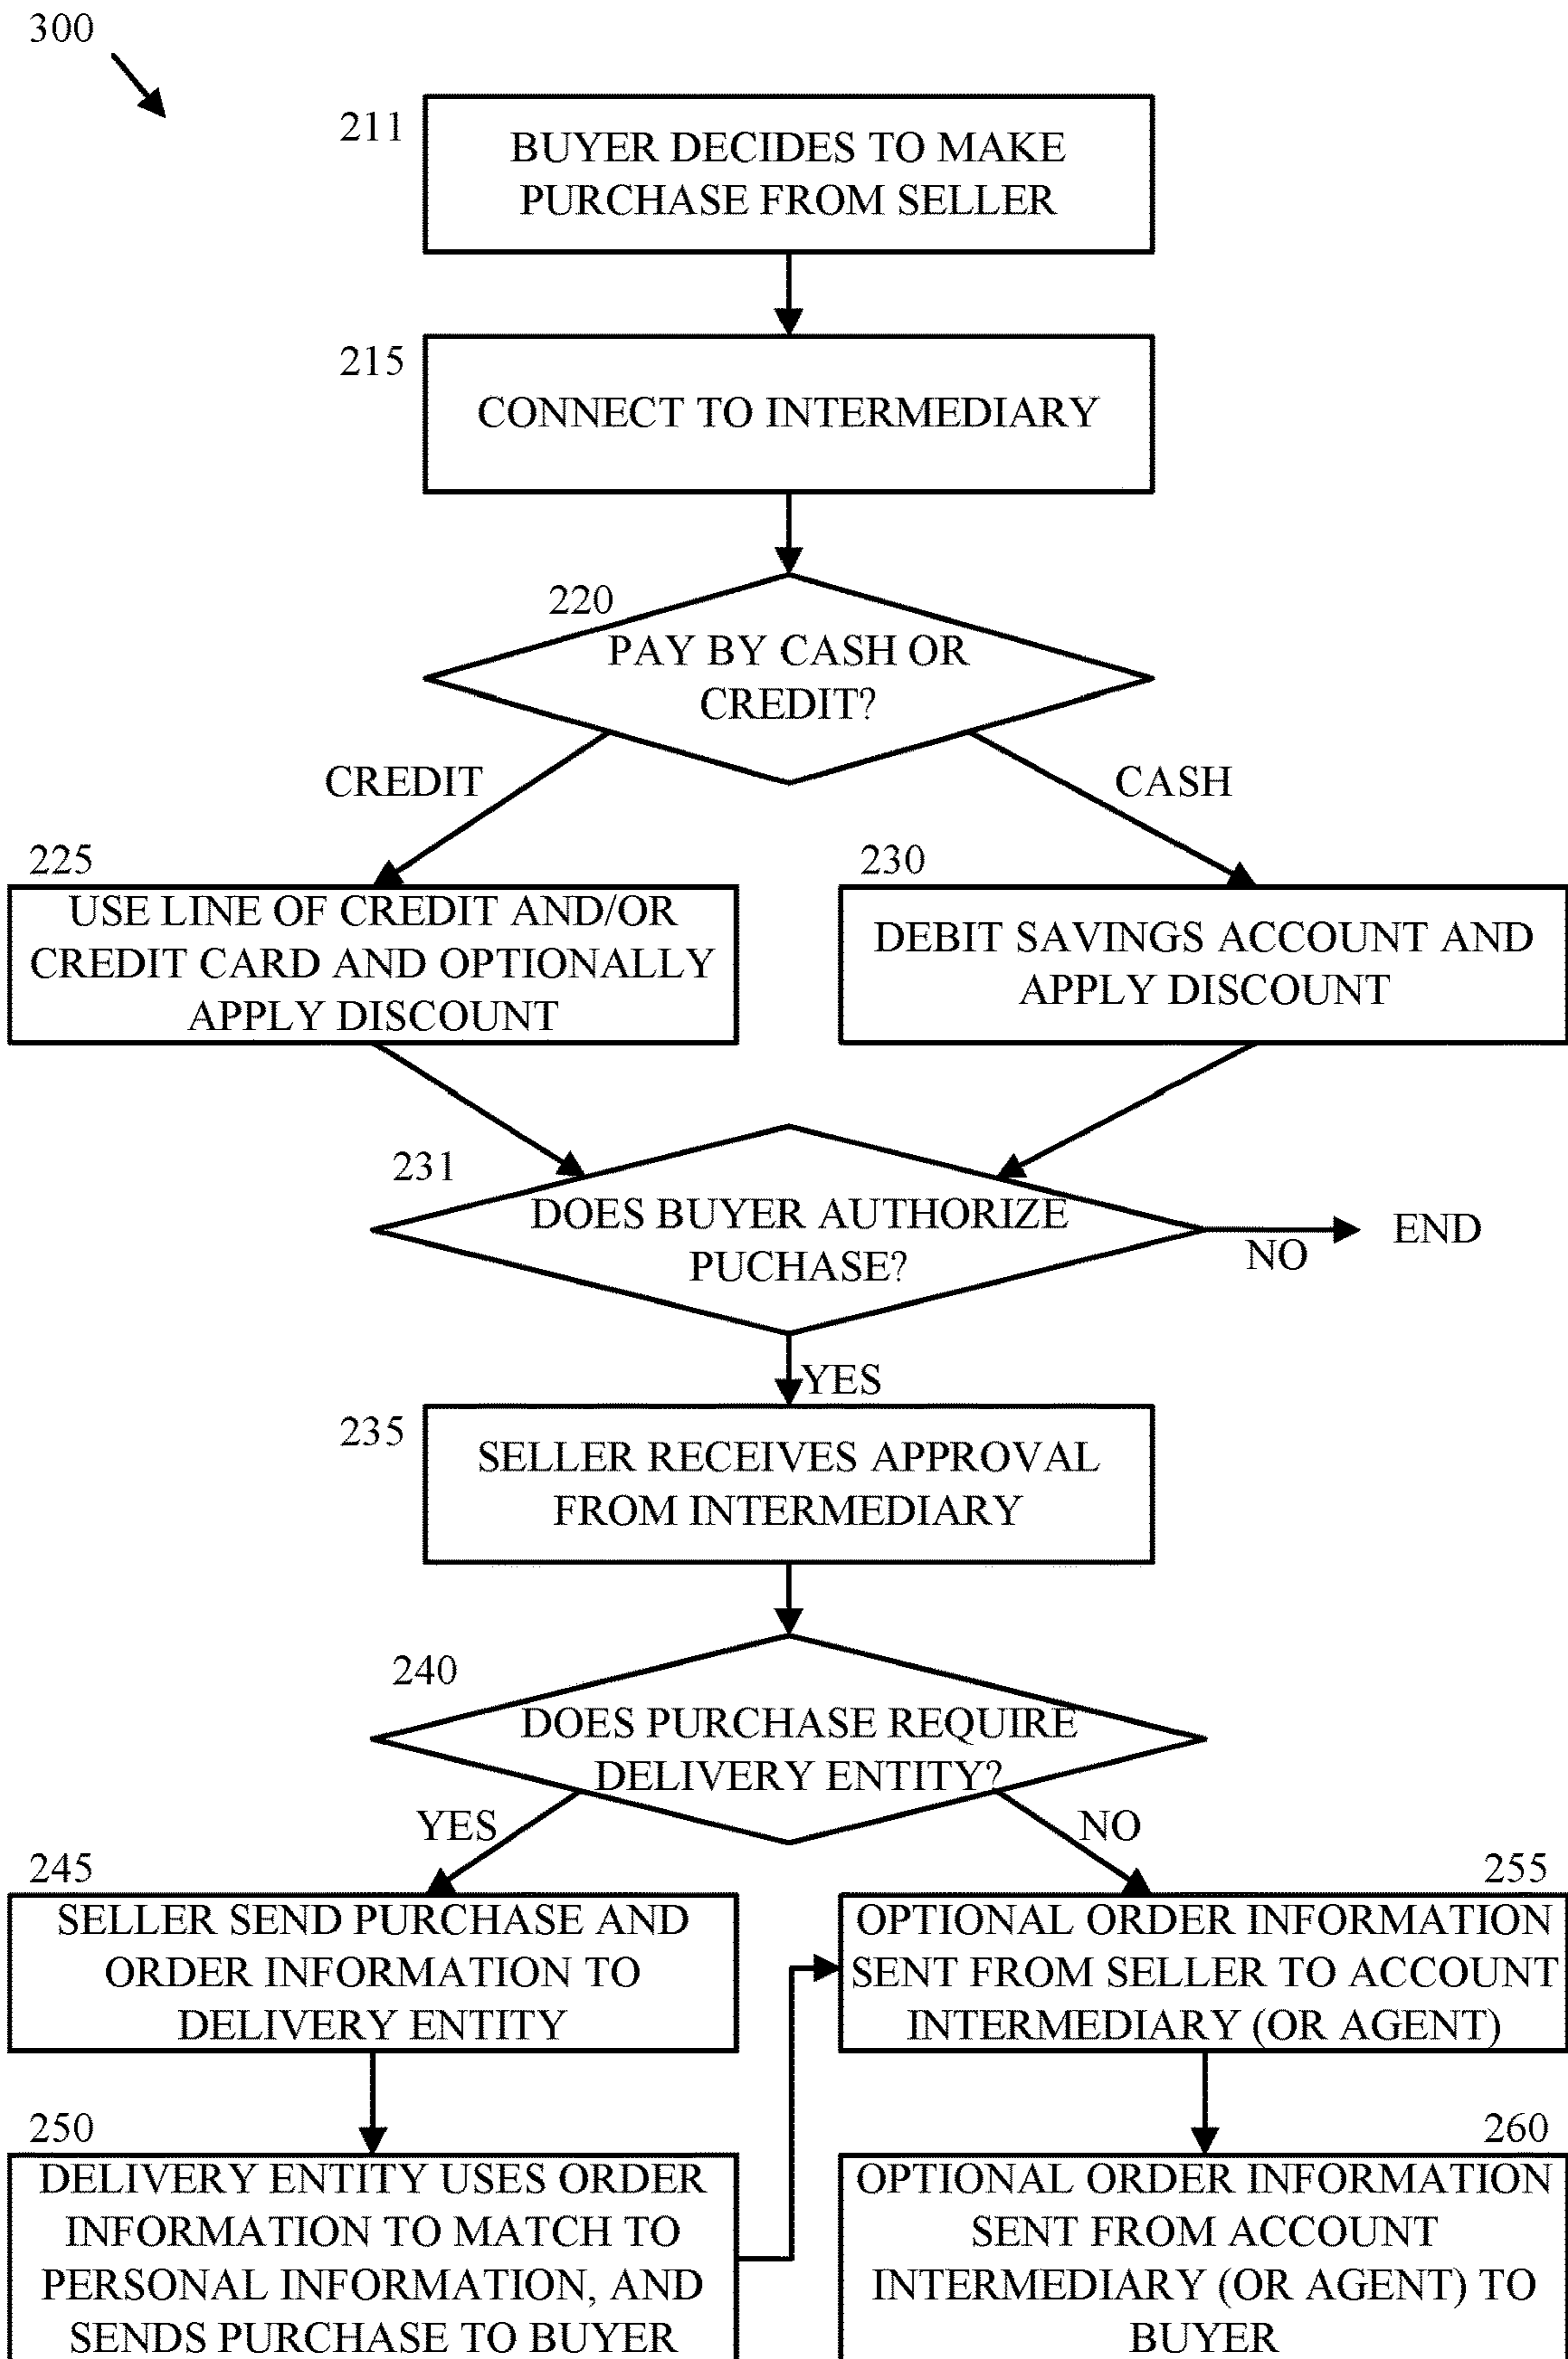 300
211
BUYER DECIDES TO MAKE
PURCHASE FROM SELLER
215
CONNECT TO INTERMEDIARY
220
PAY BY CASH OR
CREDIT?
CREDIT
CASH
225
USE LINE OF CREDIT AND/OR
CREDIT CARD AND OPTIONALLY
APPLY DISCOUNT
230
DEBIT SAVINGS ACCOUNT AND
APPLY DISCOUNT
231
DOES BUYER AUTHORIZE
PUCHASE?
NO
END
YES
235
SELLER RECEIVES APPROVAL
FROM INTERMEDIARY
240
DOES PURCHASE REQUIRE
DELIVERY ENTITY?
YES
NO
245
SELLER SEND PURCHASE AND
ORDER INFORMATION TO
DELIVERY ENTITY
255
OPTIONAL ORDER INFORMATION
SENT FROM SELLER TO ACCOUNT
INTERMEDIARY (OR AGENT)
250
DELIVERY ENTITY USES ORDER
INFORMATION TO MATCH TO
PERSONAL INFORMATION, AND
SENDS PURCHASE TO BUYER
260
OPTIONAL ORDER INFORMATION
SENT FROM ACCOUNT
INTERMEDIARY (OR AGENT) TO
BUYER